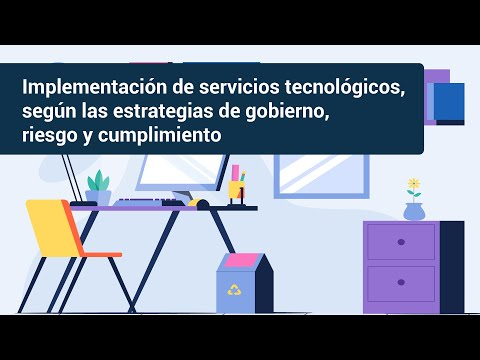 Implementación de servicios tecnológicos,
según las estrategias de gobierno,
riesgo y cumplimiento